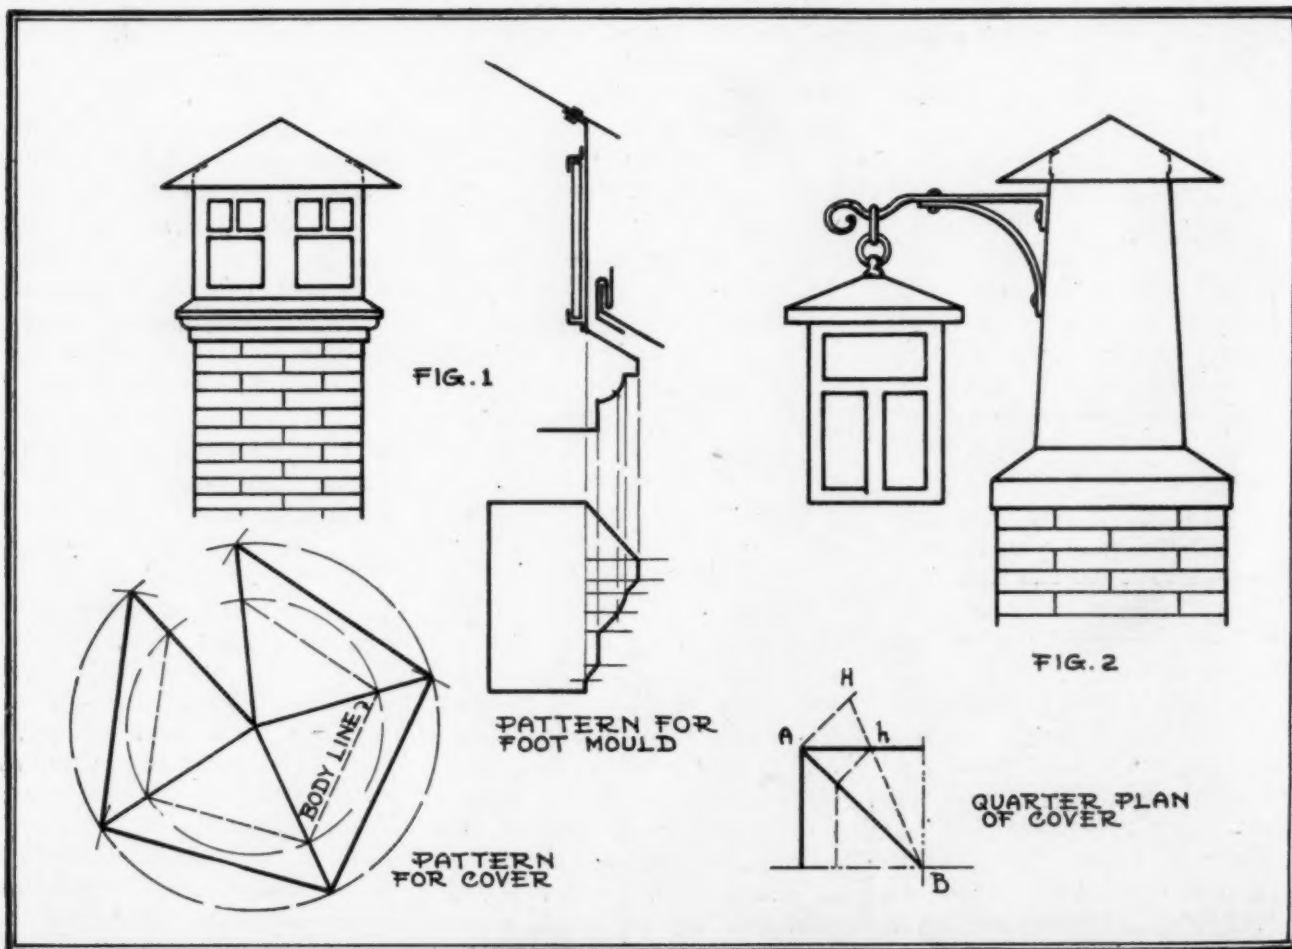 FIG. 1
FIG. 2
BODY LINE
PATTERN
FOR COVER
PATTERN FOR
FOOT MOULD
H
A
h
B
QUARTER PLAN
OF COVER